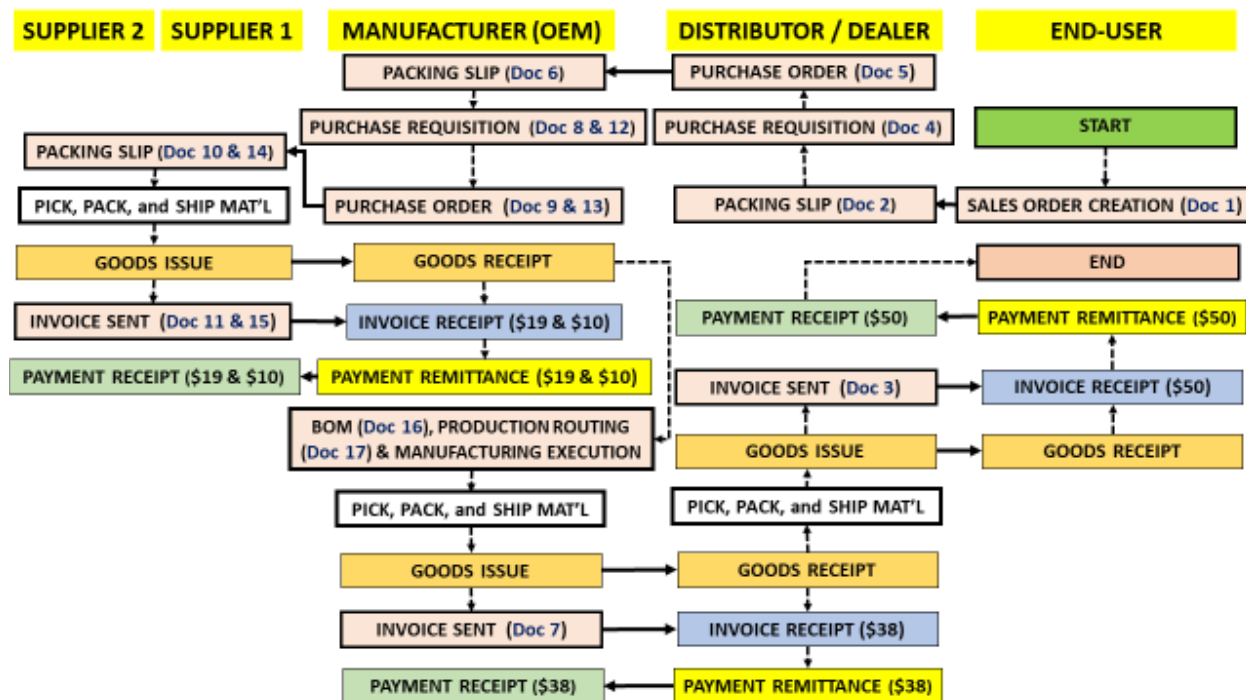 SUPPLIER 2
SUPPLIER 1
MANUFACTURER (OEM)
DISTRIBUTOR / DEALER
END-USER
PACKING SLIP (Doc 6)
PURCHASE ORDER (Doc 5)
PURCHASE REQUISITION (Doc 8 & 12)
PURCHASE REQUISITION (Doc 4)
START
PACKING SLIP (Doc 10 & 14)
PICK, PACK, and SHIP MAT'L
PURCHASE ORDER (Doc 9 & 13)
PACKING SLIP (Doc 2)
SALES ORDER CREATION (Doc 1)
GOODS ISSUE
GOODS RECEIPT
END
INVOICE SENT (Doc 11 & 15)
INVOICE RECEIPT ($19 & $10)
PAYMENT RECEIPT ($50)
PAYMENT REMITTANCE ($50)
PAYMENT RECEIPT ($19 & $10)
PAYMENT REMITTANCE ($19 & $10)
INVOICE SENT (Doc 3)
INVOICE RECEIPT ($50)
BOM (Doc 16), PRODUCTION ROUTING
(Doc 17) & MANUFACTURING EXECUTION
GOODS ISSUE
GOODS RECEIPT
PICK, PACK, and SHIP MAT'L
PICK, PACK, and SHIP MAT'L
GOODS ISSUE
GOODS RECEIPT
INVOICE SENT (Doc 7)
INVOICE RECEIPT ($38)
PAYMENT RECEIPT ($38)
PAYMENT REMITTANCE ($38)